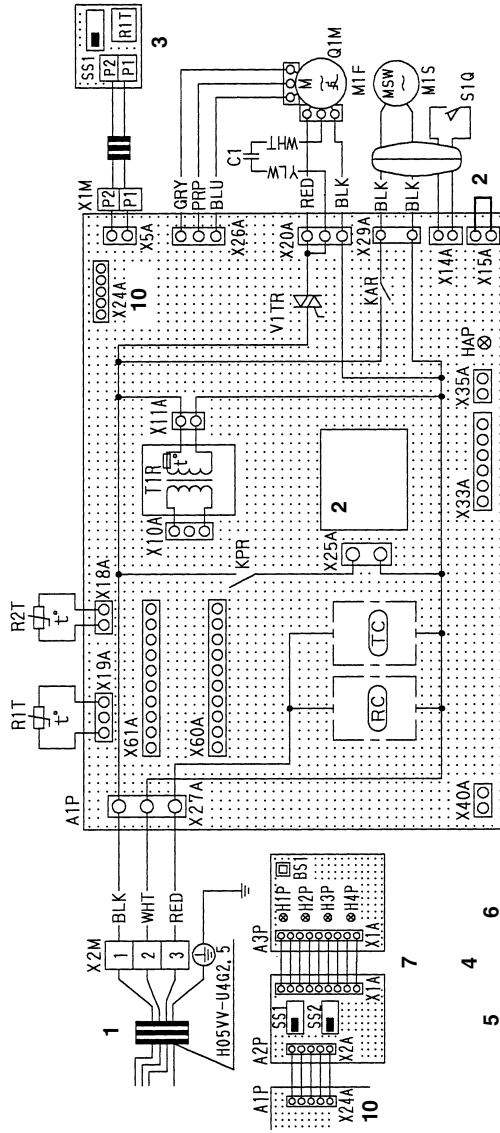 SS1
P2
P1
R1T
3
X1M
P2
P1
X5A
X24A
10
GRY
PRP
BLU
X26A
M
~
Q1M
M1F
C1
WHT
YLW
RED
BLK
X20A
V1TR
BLK
BLK
X29A
KAR
MSW
~
M1S
S1Q
X14A
2
X15A
HAP
X35A
X33A
X11A
T1R
t°
X10A
2
X25A
KPR
R2T
t°
X18A
R1T
t°
X19A
X61A
X60A
TC
RC
A1P
X27A
X40A
X2M
1
2
3
BLK
WHT
RED
1
H05VV-U4G2.5
A3P
BS1
H1P
H2P
H3P
H4P
X1A
A2P
SS1
SS2
X1A
X2A
A1P
X24A
10
7
5
4
6